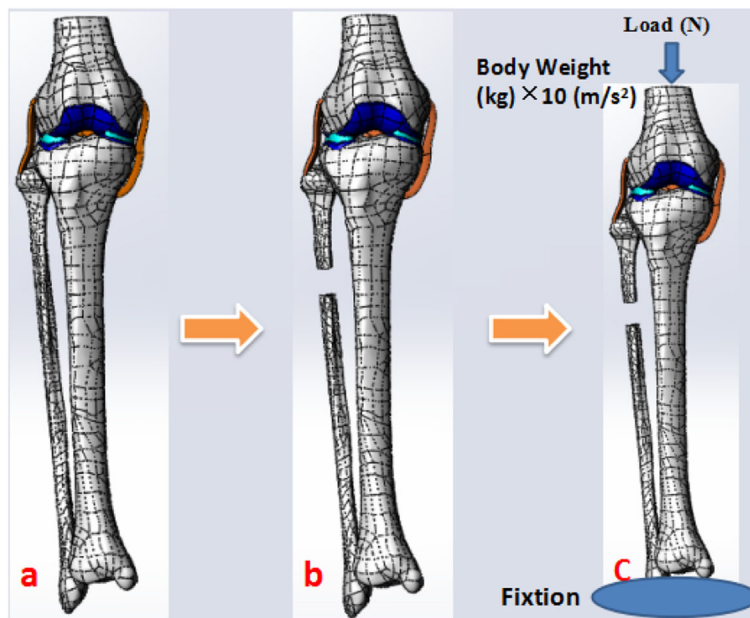 Load (N)
Body Weight
(kg) ×10 (m/s²)
a
b
C
Fixtion